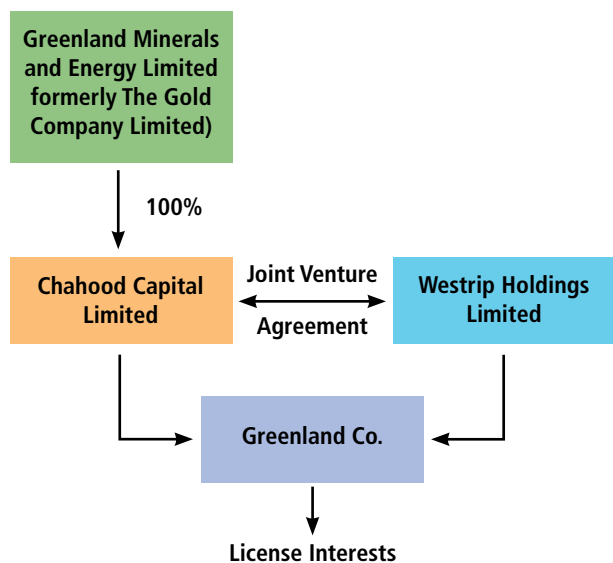 Greenland Minerals
and Energy Limited
formerly The Gold
Company Limited)
100%
Chahood Capital
Limited
Joint Venture
Agreement
Westrip Holdings
Limited
Greenland Co.
License Interests